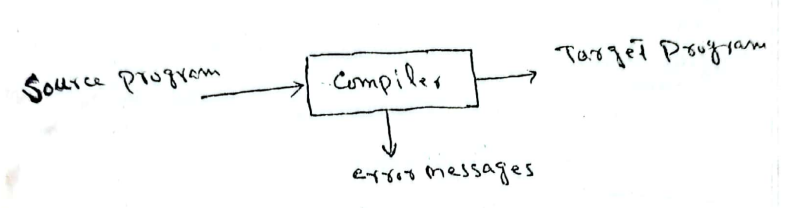 Source program
Compiler
Target Program
error messages